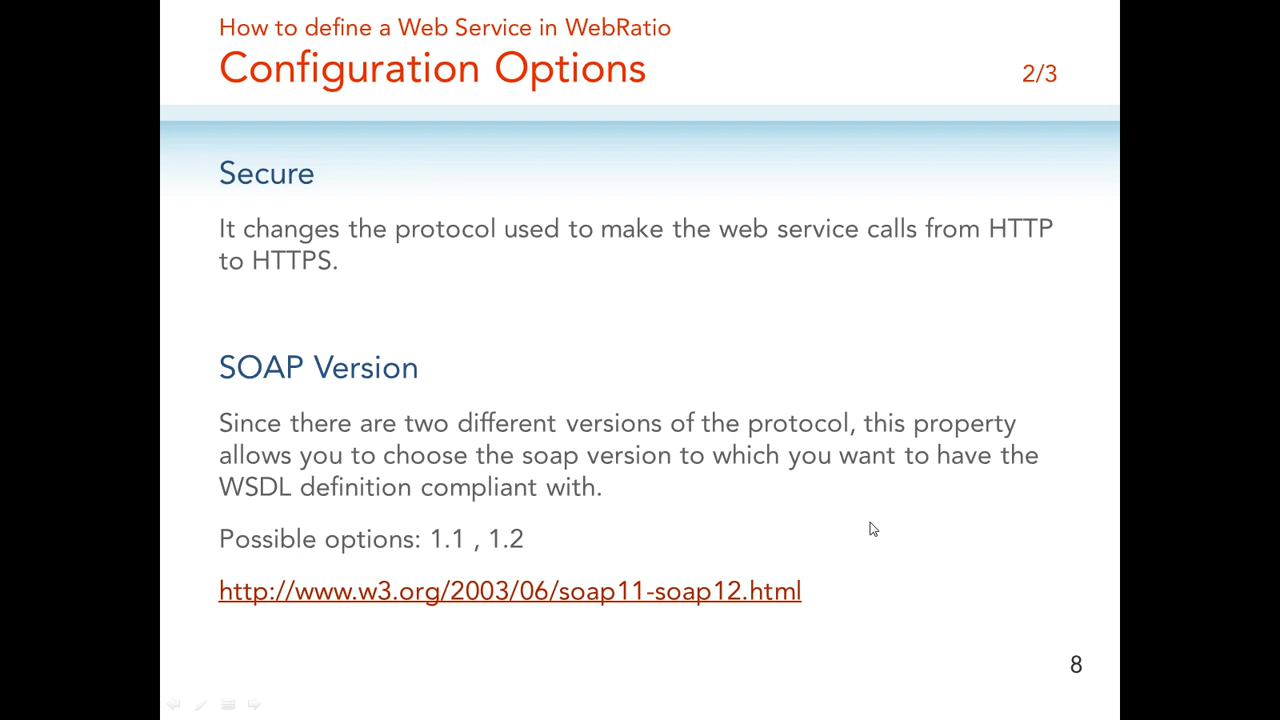 How to define a Web Service in WebRatio
Configuration Options
2/3
Secure
It changes the protocol used to make the web service calls from HTTP
to HTTPS.
SOAP Version
Since there are two different versions of the protocol, this property
allows you to choose the soap version to which you want to have the
WSDL definition compliant with.
Possible options: 1.1 , 1.2
http://www.w3.org/2003/06/soap11-soap12.html
8